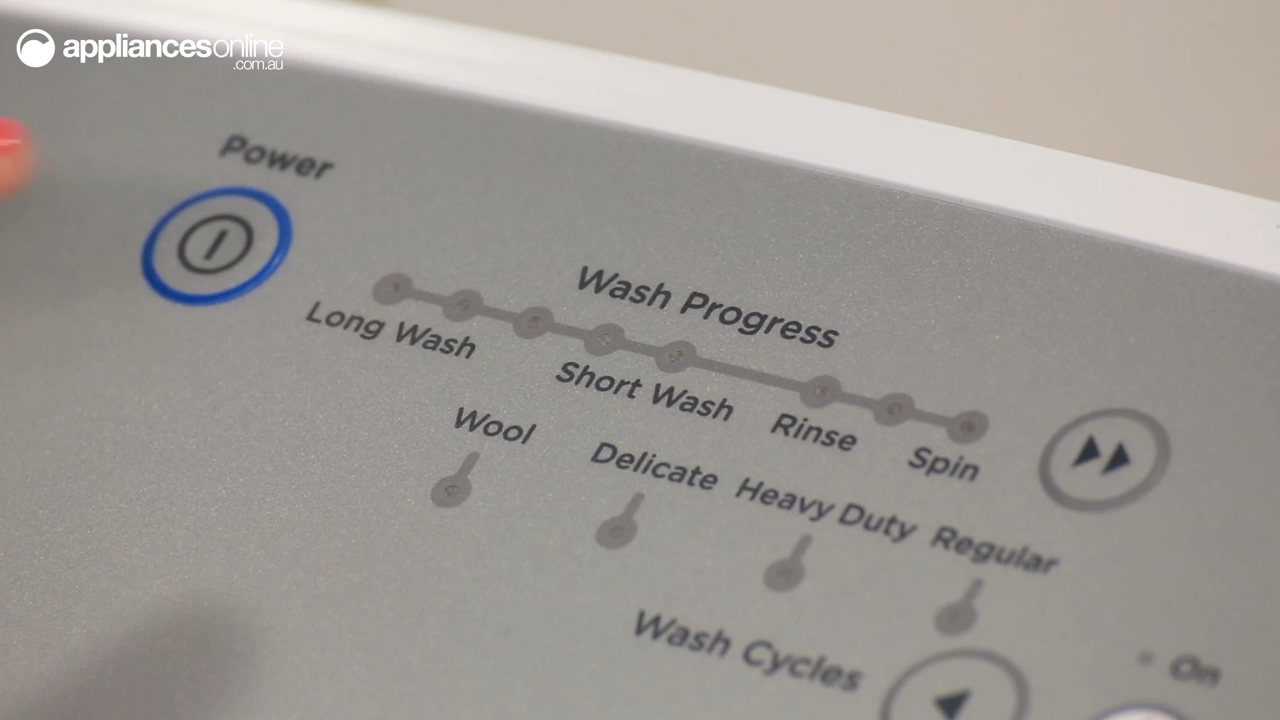 appliancesonline
.com.au
Power
Wash Progress
Long Wash
Short Wash
Rinse
Spin
Wool
Delicate
Heavy Duty
Regular
Wash Cycles
On